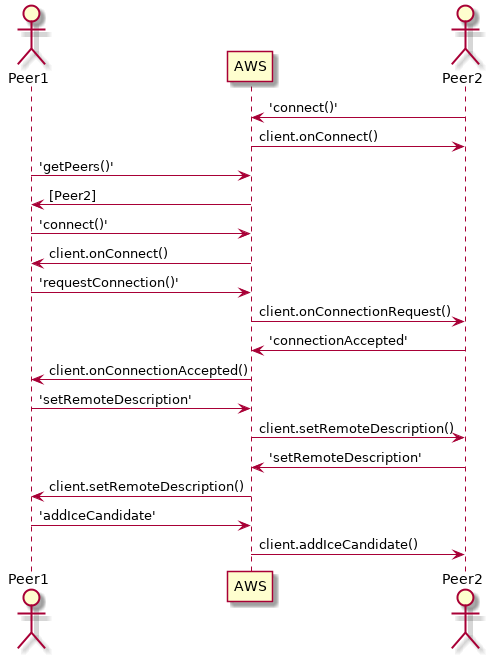 Peer1
AWS
Peer2
'connect()'
client.onConnect()
'getPeers()'
[Peer2]
'connect()'
client.onConnect()
'requestConnection()'
client.onConnectionRequest()
'connectionAccepted'
client.onConnectionAccepted()
'setRemoteDescription'
client.setRemoteDescription()
'setRemoteDescription'
client.setRemoteDescription()
'addIceCandidate'
client.addIceCandidate()
Peer1
AWS
Peer2